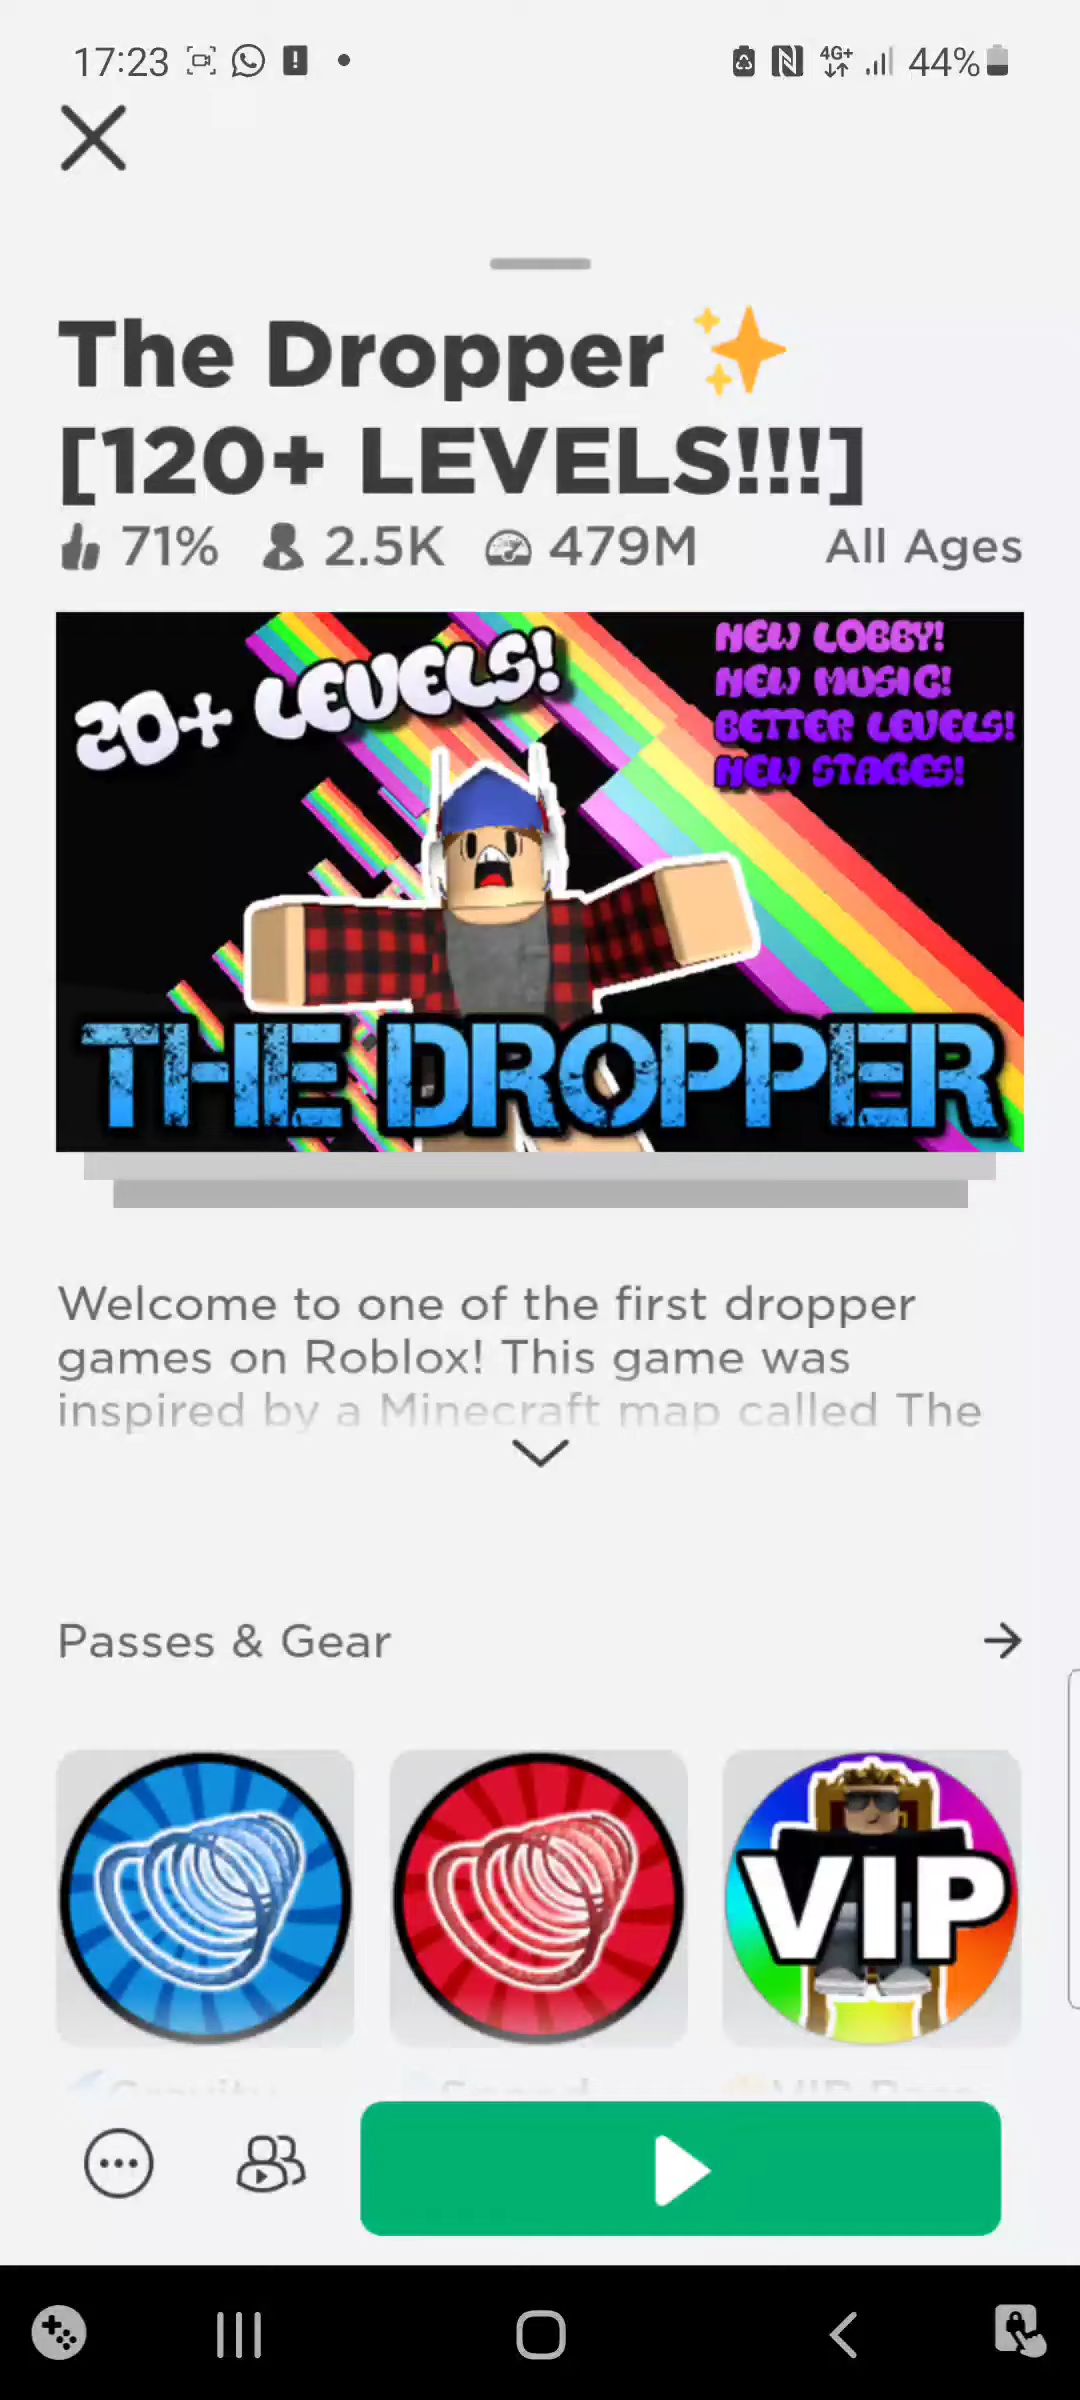 17:23
4G+ 44%
The Dropper ✨
[120+ LEVELS!!!]
71% 2.5K 479M All Ages
20+ LEVELS!
NEW LOBBY!
NEW MUSIC!
BETTER LEVELS!
NEW STAGES!
THE DROPPER
Welcome to one of the first dropper
games on Roblox! This game was
inspired by a Minecraft map called The
Passes & Gear
VIP